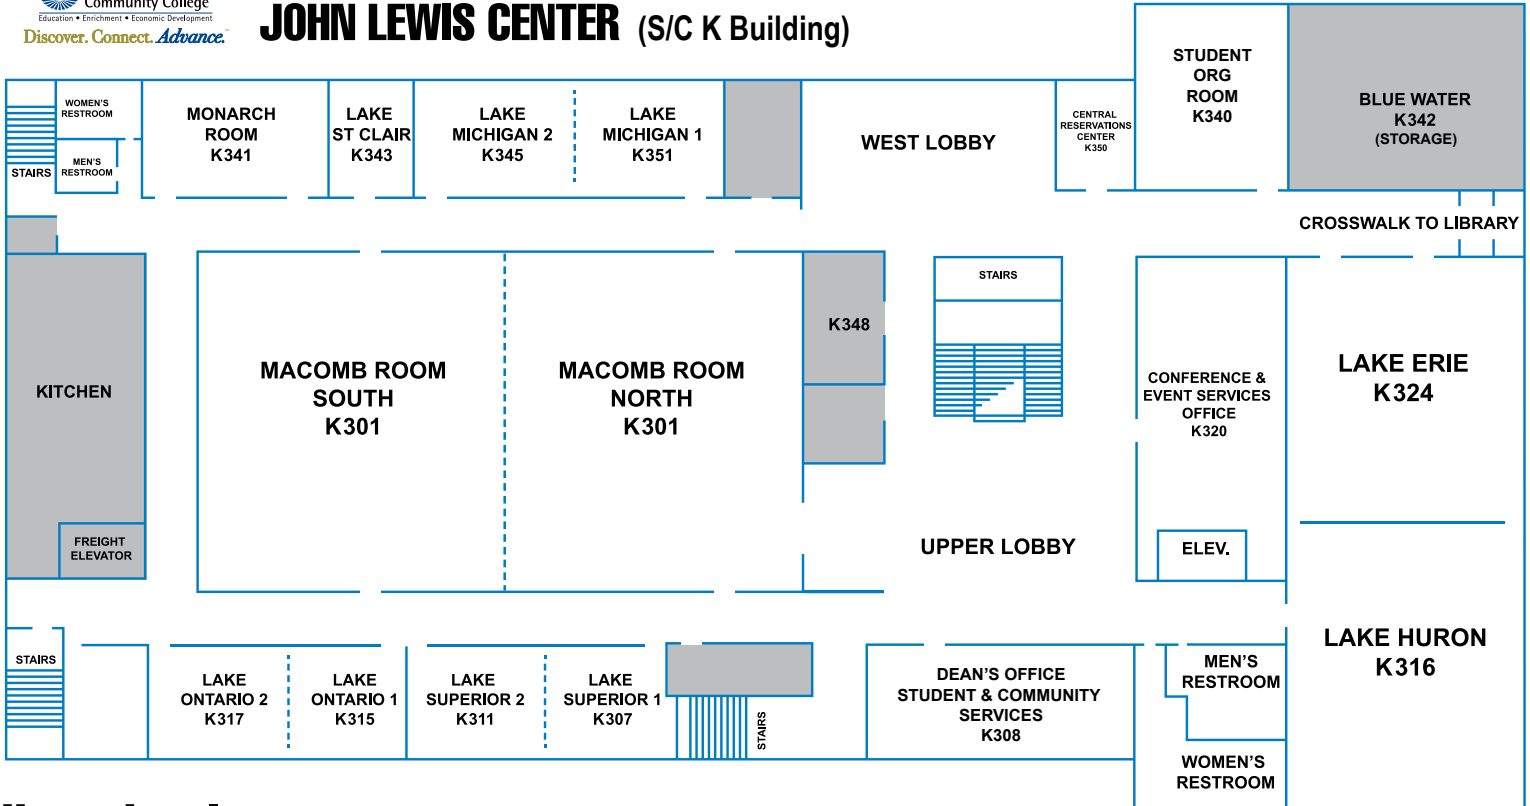 Community College
Education • Enrichment • Economic Development
Discover. Connect. Advance.
JOHN LEWIS CENTER (S/C K Building)
WOMEN'S
RESTROOM
MEN'S
RESTROOM
STAIRS
MONARCH
ROOM
K341
LAKE
ST CLAIR
K343
LAKE
MICHIGAN 2
K345
LAKE
MICHIGAN 1
K351
WEST LOBBY
CENTRAL
RESERVATIONS
CENTER
K350
STUDENT
ORG
ROOM
K340
BLUE WATER
K342
(STORAGE)
CROSSWALK TO LIBRARY
KITCHEN
FREIGHT
ELEVATOR
MACOMB ROOM
SOUTH
K301
MACOMB ROOM
NORTH
K301
K348
STAIRS
CONFERENCE &
EVENT SERVICES
OFFICE
K320
LAKE ERIE
K324
UPPER LOBBY
ELEV.
STAIRS
LAKE
ONTARIO 2
K317
LAKE
ONTARIO 1
K315
LAKE
SUPERIOR 2
K311
LAKE
SUPERIOR 1
K307
STAIRS
DEAN'S OFFICE
STUDENT & COMMUNITY
SERVICES
K308
MEN'S
RESTROOM
WOMEN'S
RESTROOM
LAKE HURON
K316